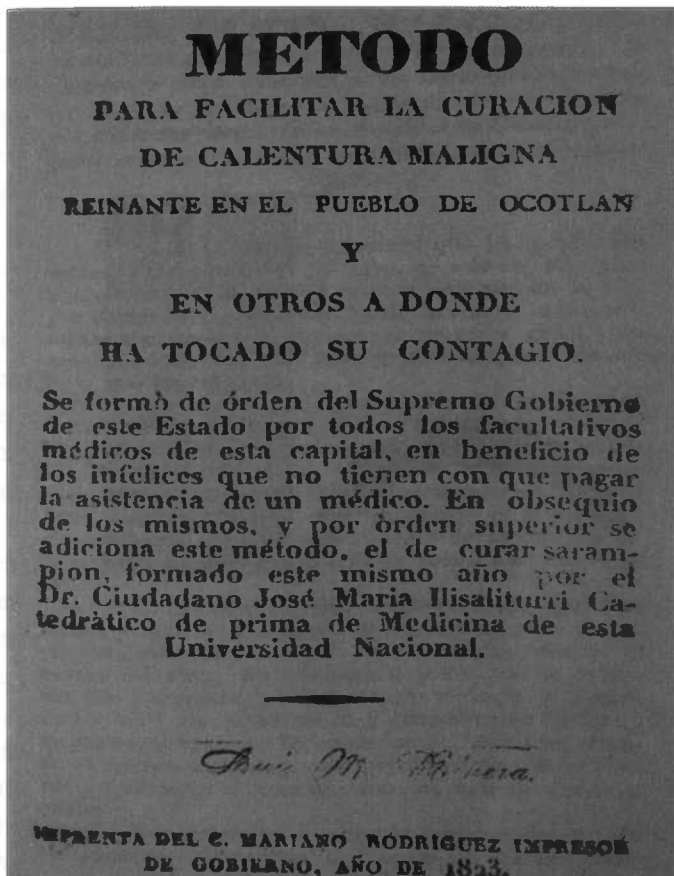 METODO
PARA FACILITAR LA CURACION
DE CALENTURA MALIGNA
REINANTE EN EL PUEBLO DE OCOTLAN
Y
EN OTROS A DONDE
HA TOCADO SU CONTAGIO.
Se formò de órden del Supremo Gobierno
de este Estado por todos los facultativos
médicos de esta capital, en beneficio de
los infelices que no tienen con que pagar
la asistencia de un médico. En obsequio
de los mismos, y por òrden superior se
adiciona este método, el de curar saram-
pion, formado este mismo año por el
Dr. Ciudadano José Maria Ilisaliturri Ca-
tedràtico de prima de Medicina de esta
Universidad Nacional.
M
IMPRENTA DEL C. MARIANO RODRIGUEZ IMPRESOR
DE GOBIERNO, AÑO DE 1823.